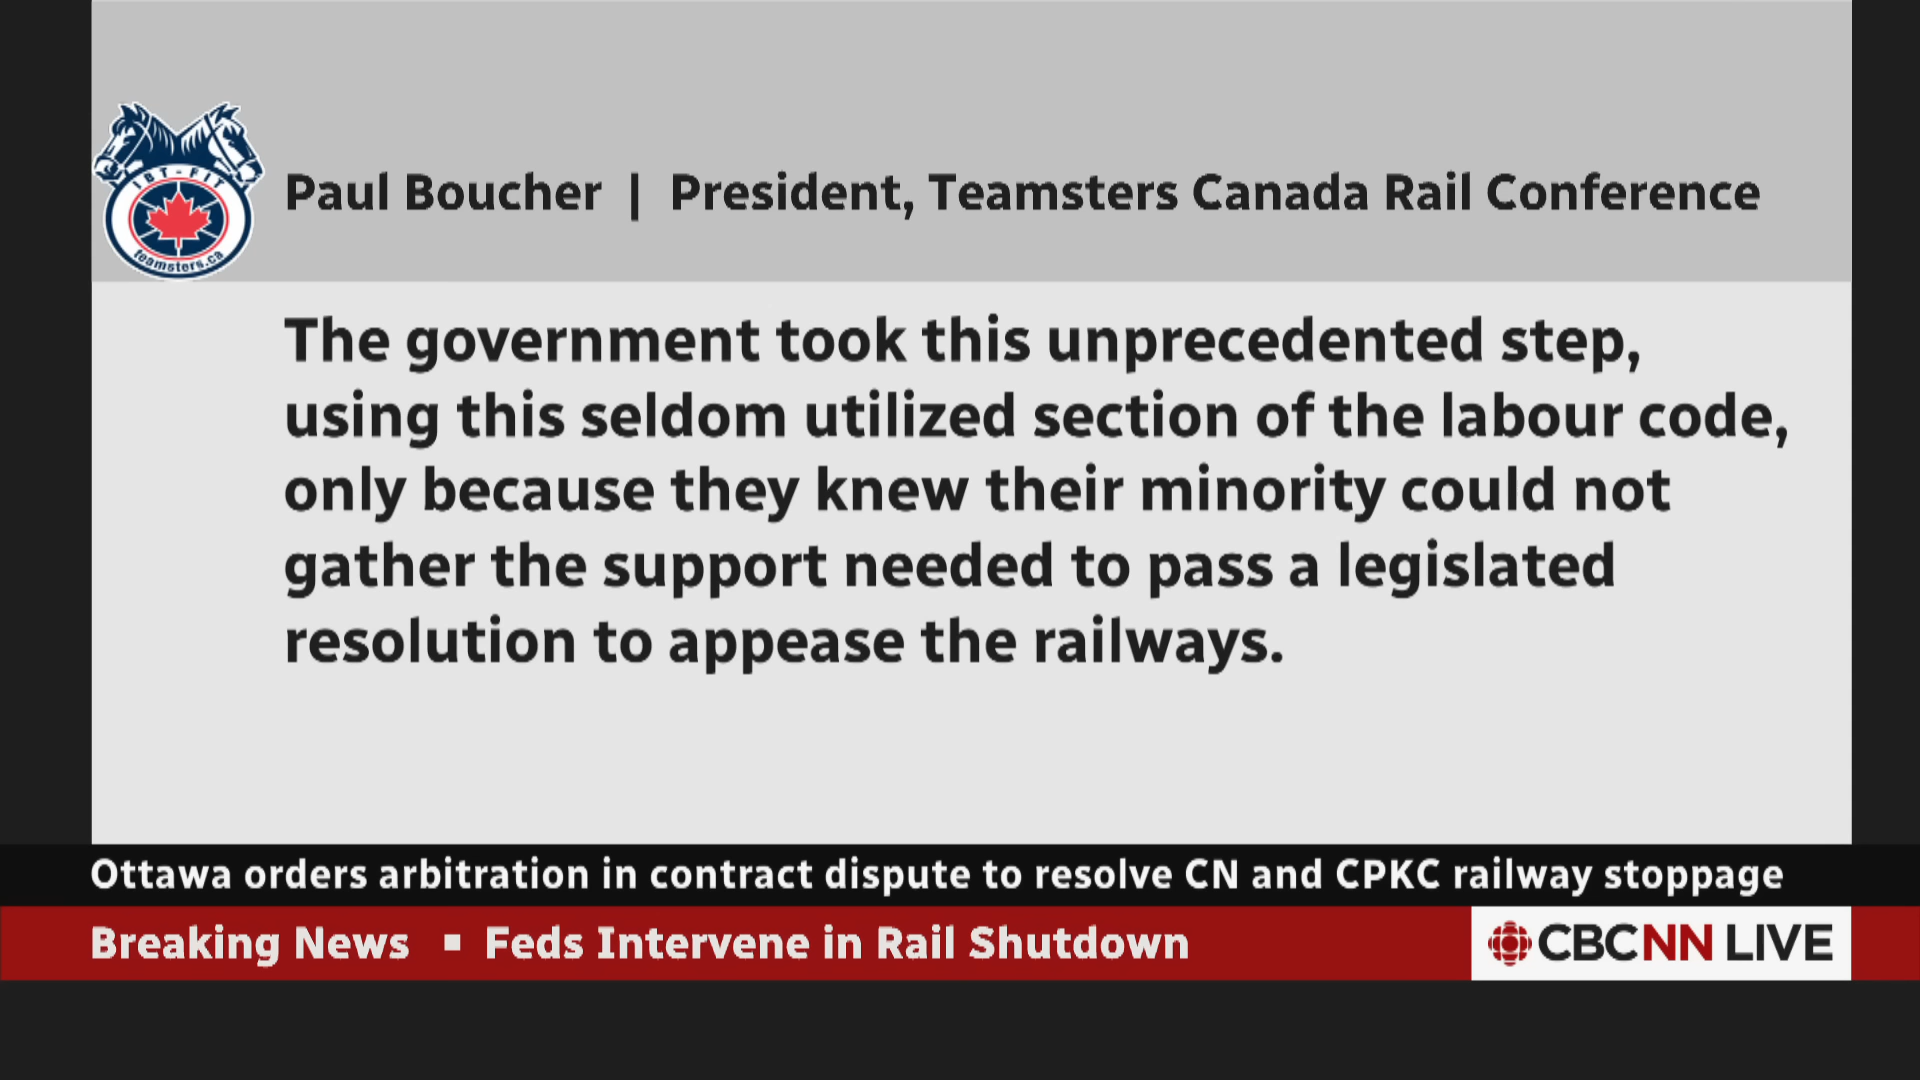 IBT-FIT
teamsters.ca
Paul Boucher | President, Teamsters Canada Rail Conference
The government took this unprecedented step,
using this seldom utilized section of the labour code,
only because they knew their minority could not
gather the support needed to pass a legislated
resolution to appease the railways.
Ottawa orders arbitration in contract dispute to resolve CN and CPKC railway stoppage
Breaking News ▪ Feds Intervene in Rail Shutdown
CBCNN LIVE